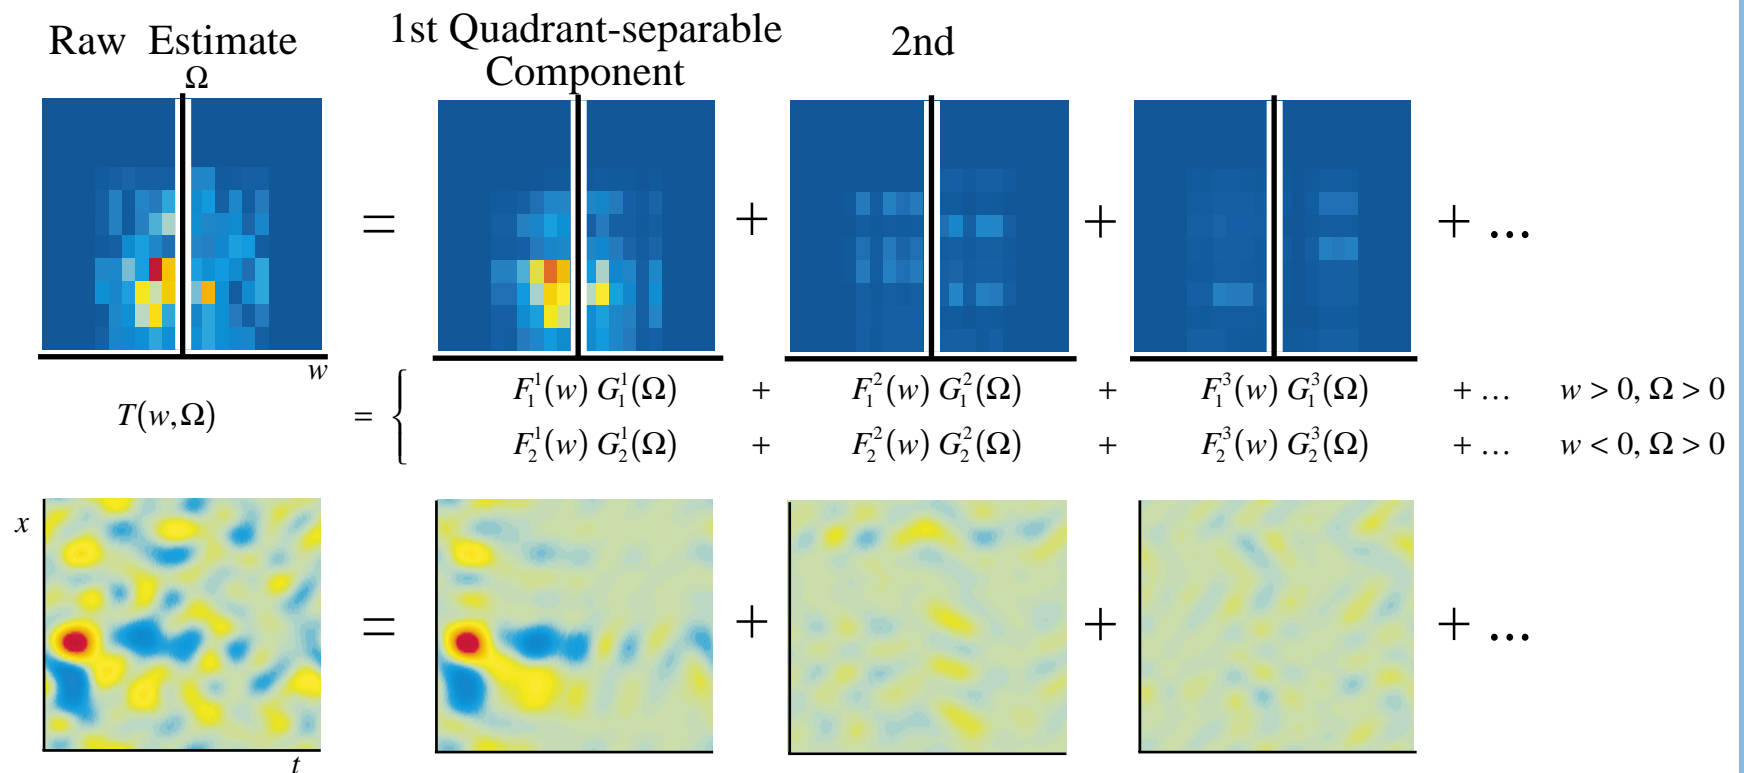 Raw Estimate
1st Quadrant-separable
Component
2nd
Ω
= + + + ...
w
T(w,Ω) = { F₁¹(w) G₁¹(Ω) + F₁²(w) G₁²(Ω) + F₁³(w) G₁³(Ω) + … w > 0, Ω > 0
F₂¹(w) G₂¹(Ω) + F₂²(w) G₂²(Ω) + F₂³(w) G₂³(Ω) + … w < 0, Ω > 0
x
= + + + ...
t